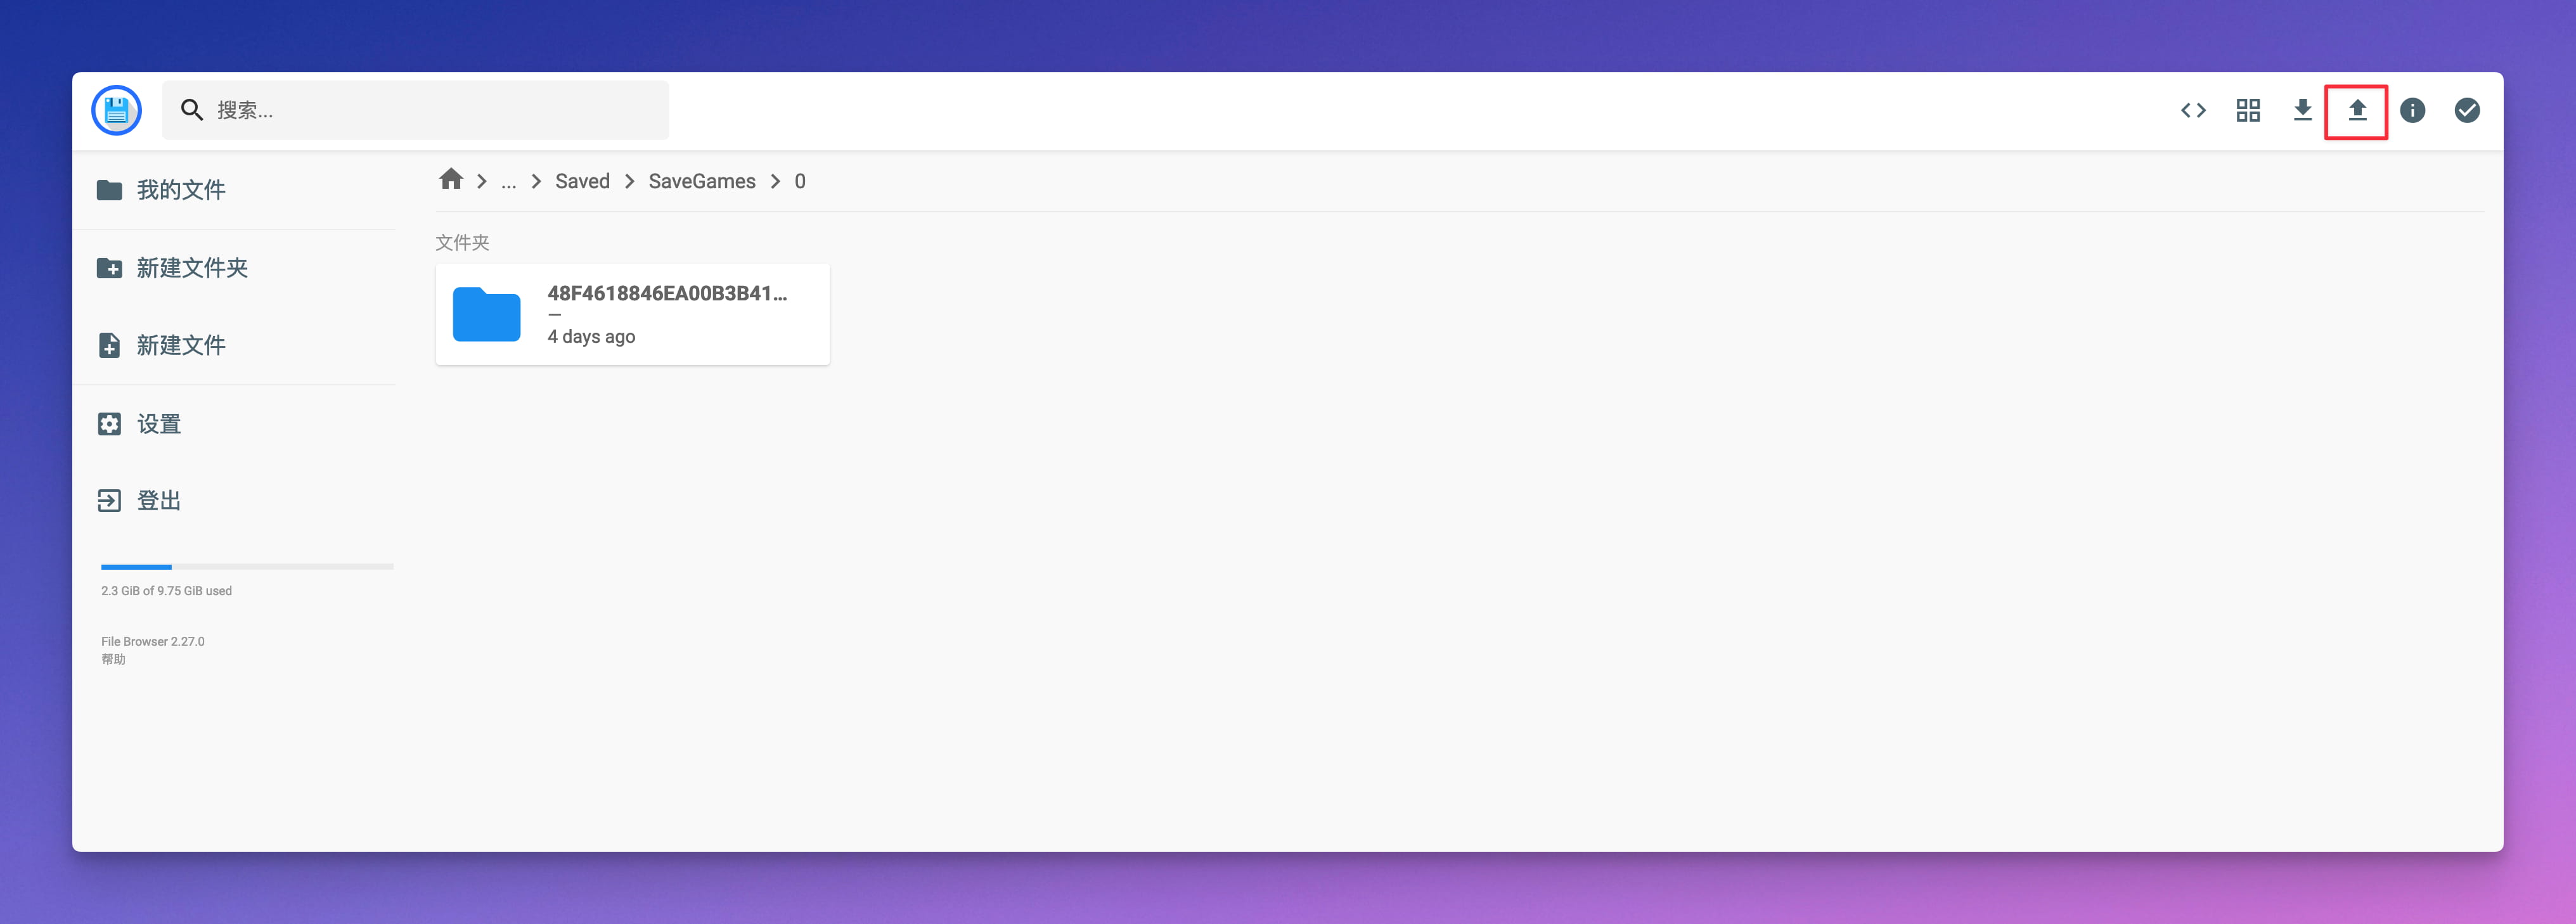 搜索...
我的文件
新建文件夹
新建文件
设置
登出
2.3 GiB of 9.75 GiB used
File Browser 2.27.0
帮助
... Saved SaveGames 0
文件夹
48F4618846EA00B3B41...
—
4 days ago